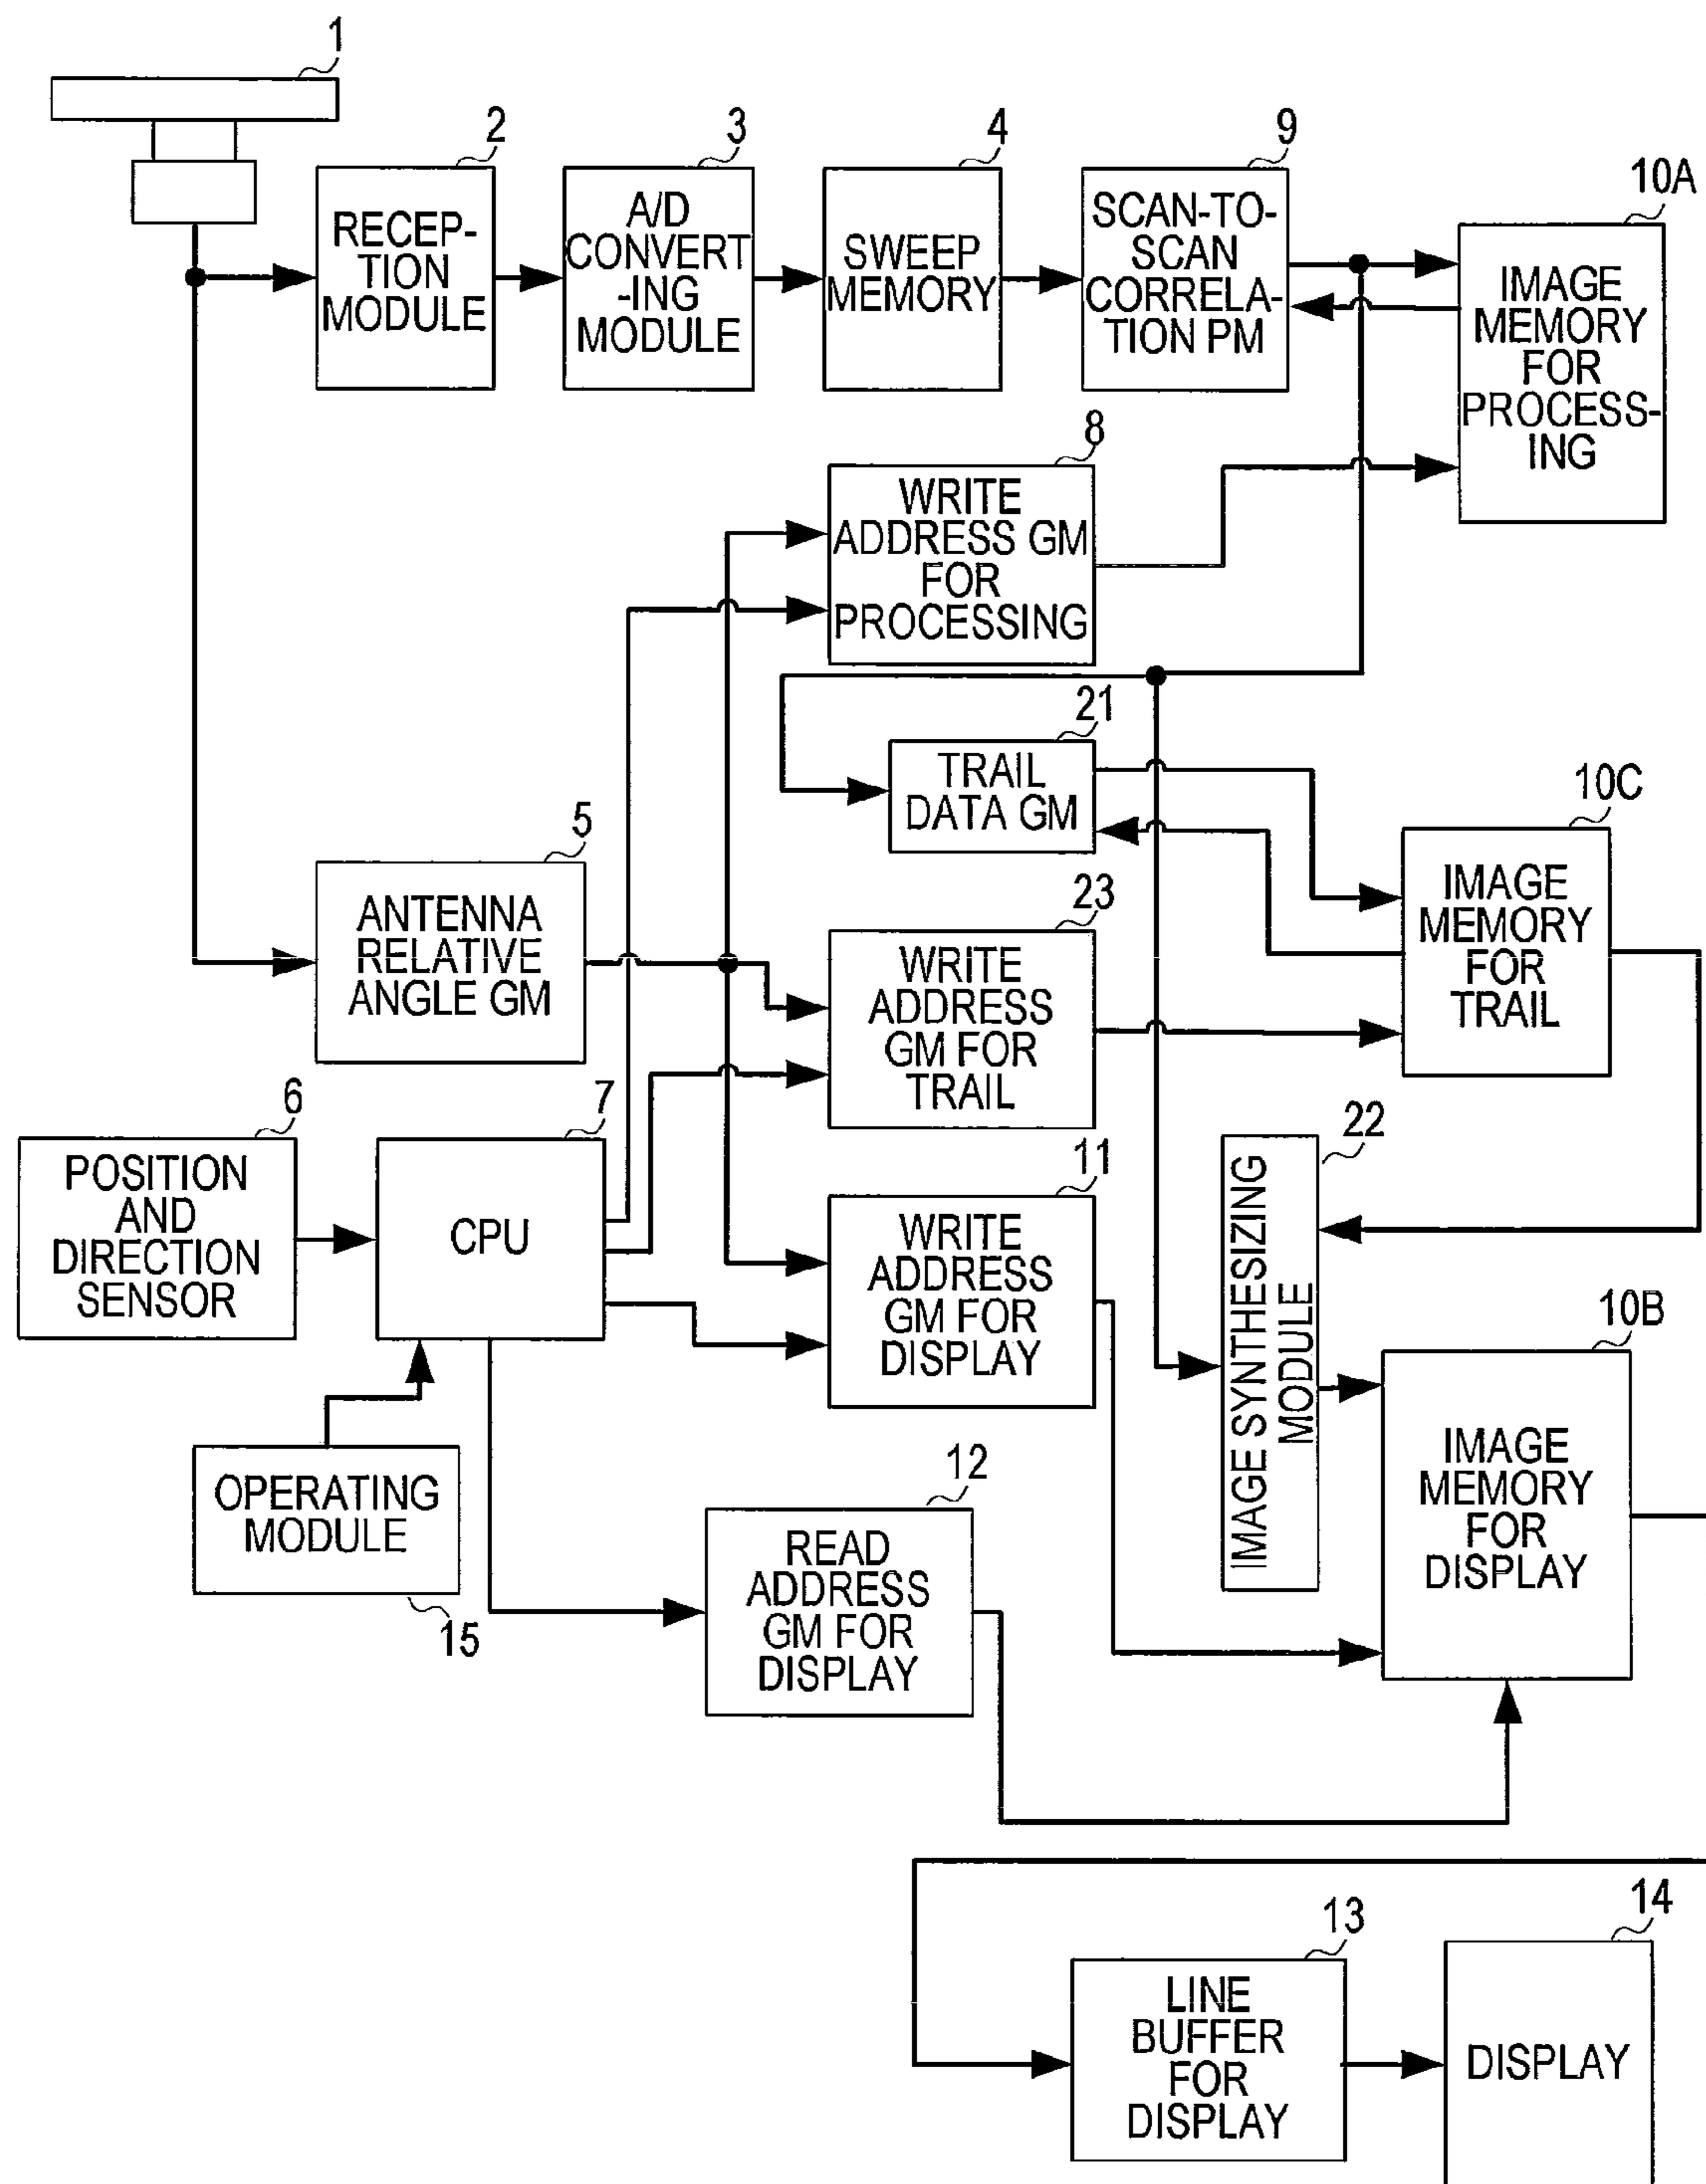 1
2
RECEP-
TION
MODULE
3
A/D
CONVERT
-ING
MODULE
4
SWEEP
MEMORY
9
SCAN-TO-
SCAN
CORRELA-
TION PM
10A
IMAGE
MEMORY
FOR
PROCESS-
ING
8
WRITE
ADDRESS GM
FOR
PROCESSING
21
TRAIL
DATA GM
10C
IMAGE
MEMORY
FOR
TRAIL
5
ANTENNA
RELATIVE
ANGLE GM
23
WRITE
ADDRESS
GM FOR
TRAIL
6
POSITION
AND
DIRECTION
SENSOR
7
CPU
11
WRITE
ADDRESS
GM FOR
DISPLAY
22
IMAGE SYNTHESIZING
MODULE
10B
IMAGE
MEMORY
FOR
DISPLAY
OPERATING
MODULE
15
12
READ
ADDRESS
GM FOR
DISPLAY
13
LINE
BUFFER
FOR
DISPLAY
14
DISPLAY